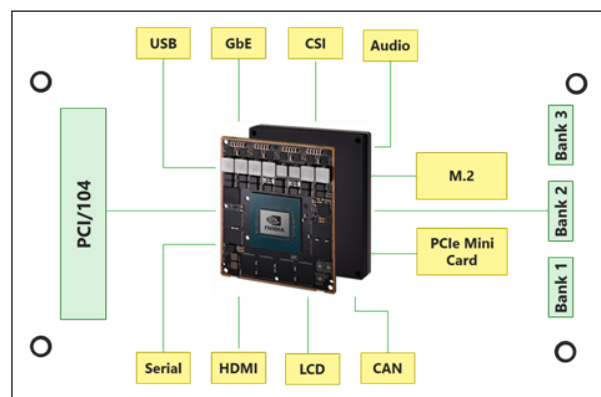 USB
GbE
CSI
Audio
PCI/104
NVIDIA
M.2
PCIe Mini
Card
Bank 3
Bank 2
Bank 1
Serial
HDMI
LCD
CAN